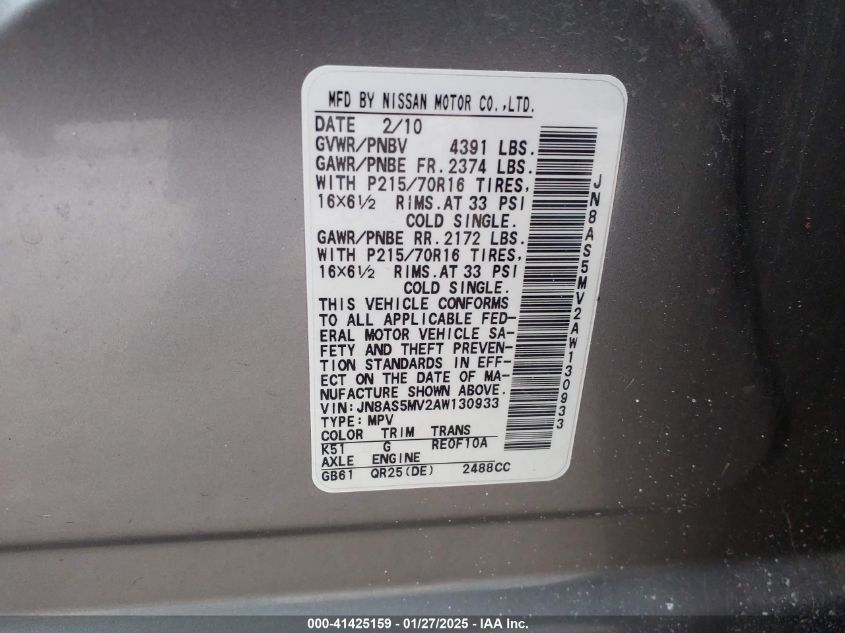 MFD BY NISSAN MOTOR CO.,LTD.
DATE 2/10
GVWR/PNBV 4391 LBS.
GAWR/PNBE FR. 2374 LBS.
WITH P215/70R16 TIRES,
16×6½ RIMS.AT 33 PSI
COLD SINGLE.
GAWR/PNBE RR. 2172 LBS.
WITH P215/70R16 TIRES,
16×6½ RIMS.AT 33 PSI
COLD SINGLE.
THIS VEHICLE CONFORMS
TO ALL APPLICABLE FED-
ERAL MOTOR VEHICLE SA-
FETY AND THEFT PREVEN-
TION STANDARDS IN EFF-
ECT ON THE DATE OF MA-
NUFACTURE SHOWN ABOVE.
VIN: JN8AS5MV2AW130933
TYPE: MPV
COLOR TRIM TRANS
K51 G RE0F10A
AXLE ENGINE
GB61 QR25(DE) 2488CC
JN8AS5MV2AW130933
000-41425159 — 01/27/2025 — IAA Inc.